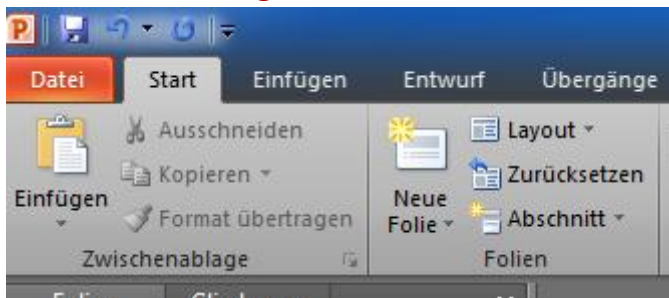 P
Datei Start Einfügen Entwurf Übergänge
Ausschneiden Layout
Kopieren Zurücksetzen
Einfügen Format übertragen Neue Folie Abschnitt
Zwischenablage Folien